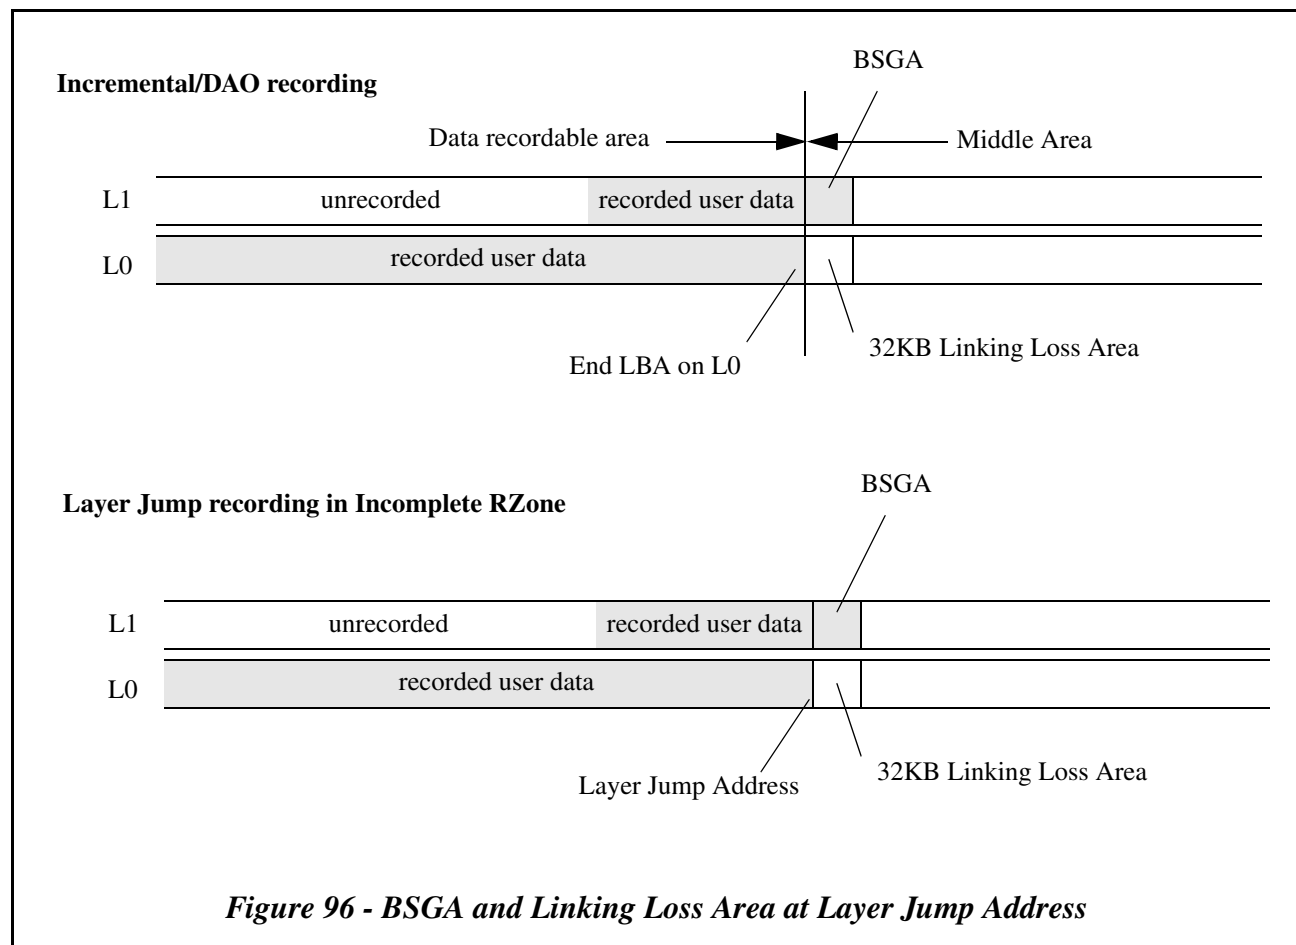 BSGA
Incremental/DAO recording
Data recordable area
Middle Area
L1
unrecorded
recorded user data
L0
recorded user data
32KB Linking Loss Area
End LBA on L0
BSGA
Layer Jump recording in Incomplete RZone
L1
unrecorded
recorded user data
L0
recorded user data
32KB Linking Loss Area
Layer Jump Address
Figure 96 - BSGA and Linking Loss Area at Layer Jump Address